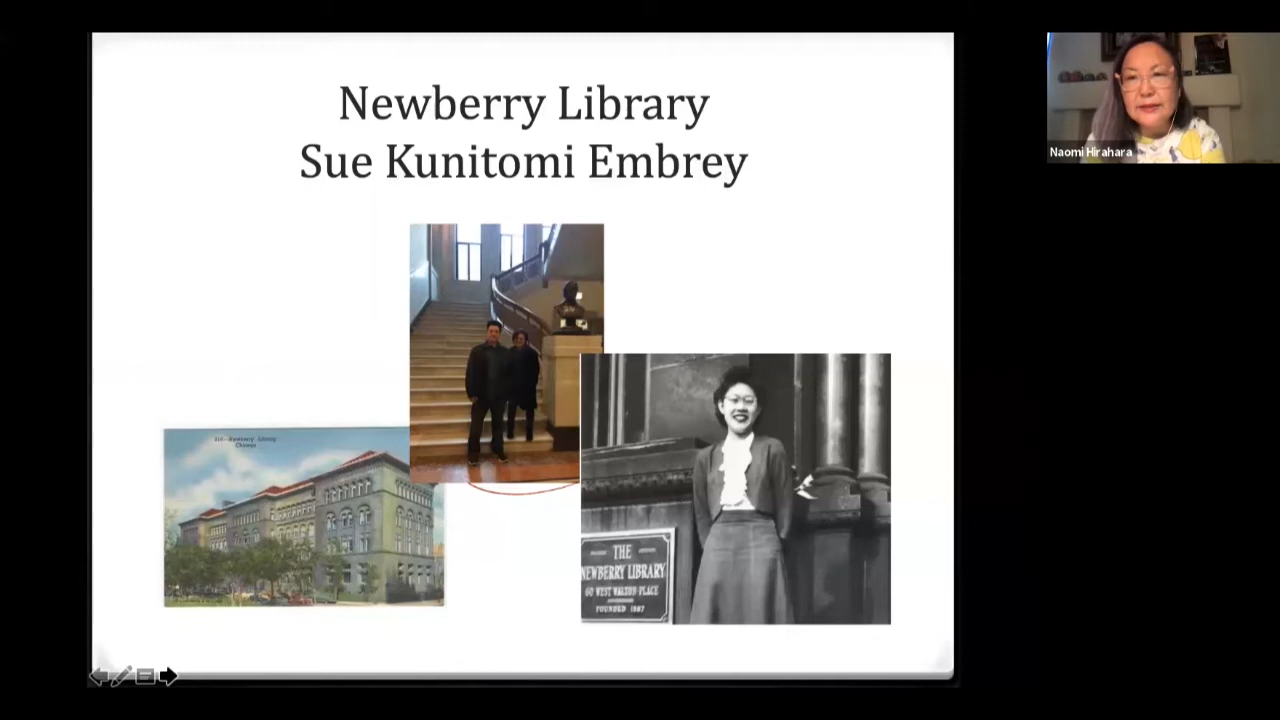 Newberry Library
Sue Kunitomi Embrey
Naomi Hirahara
Newberry Library
Chicago
THE
NEWBERRY LIBRARY
60 WEST WALTON PLACE
FOUNDED 1887